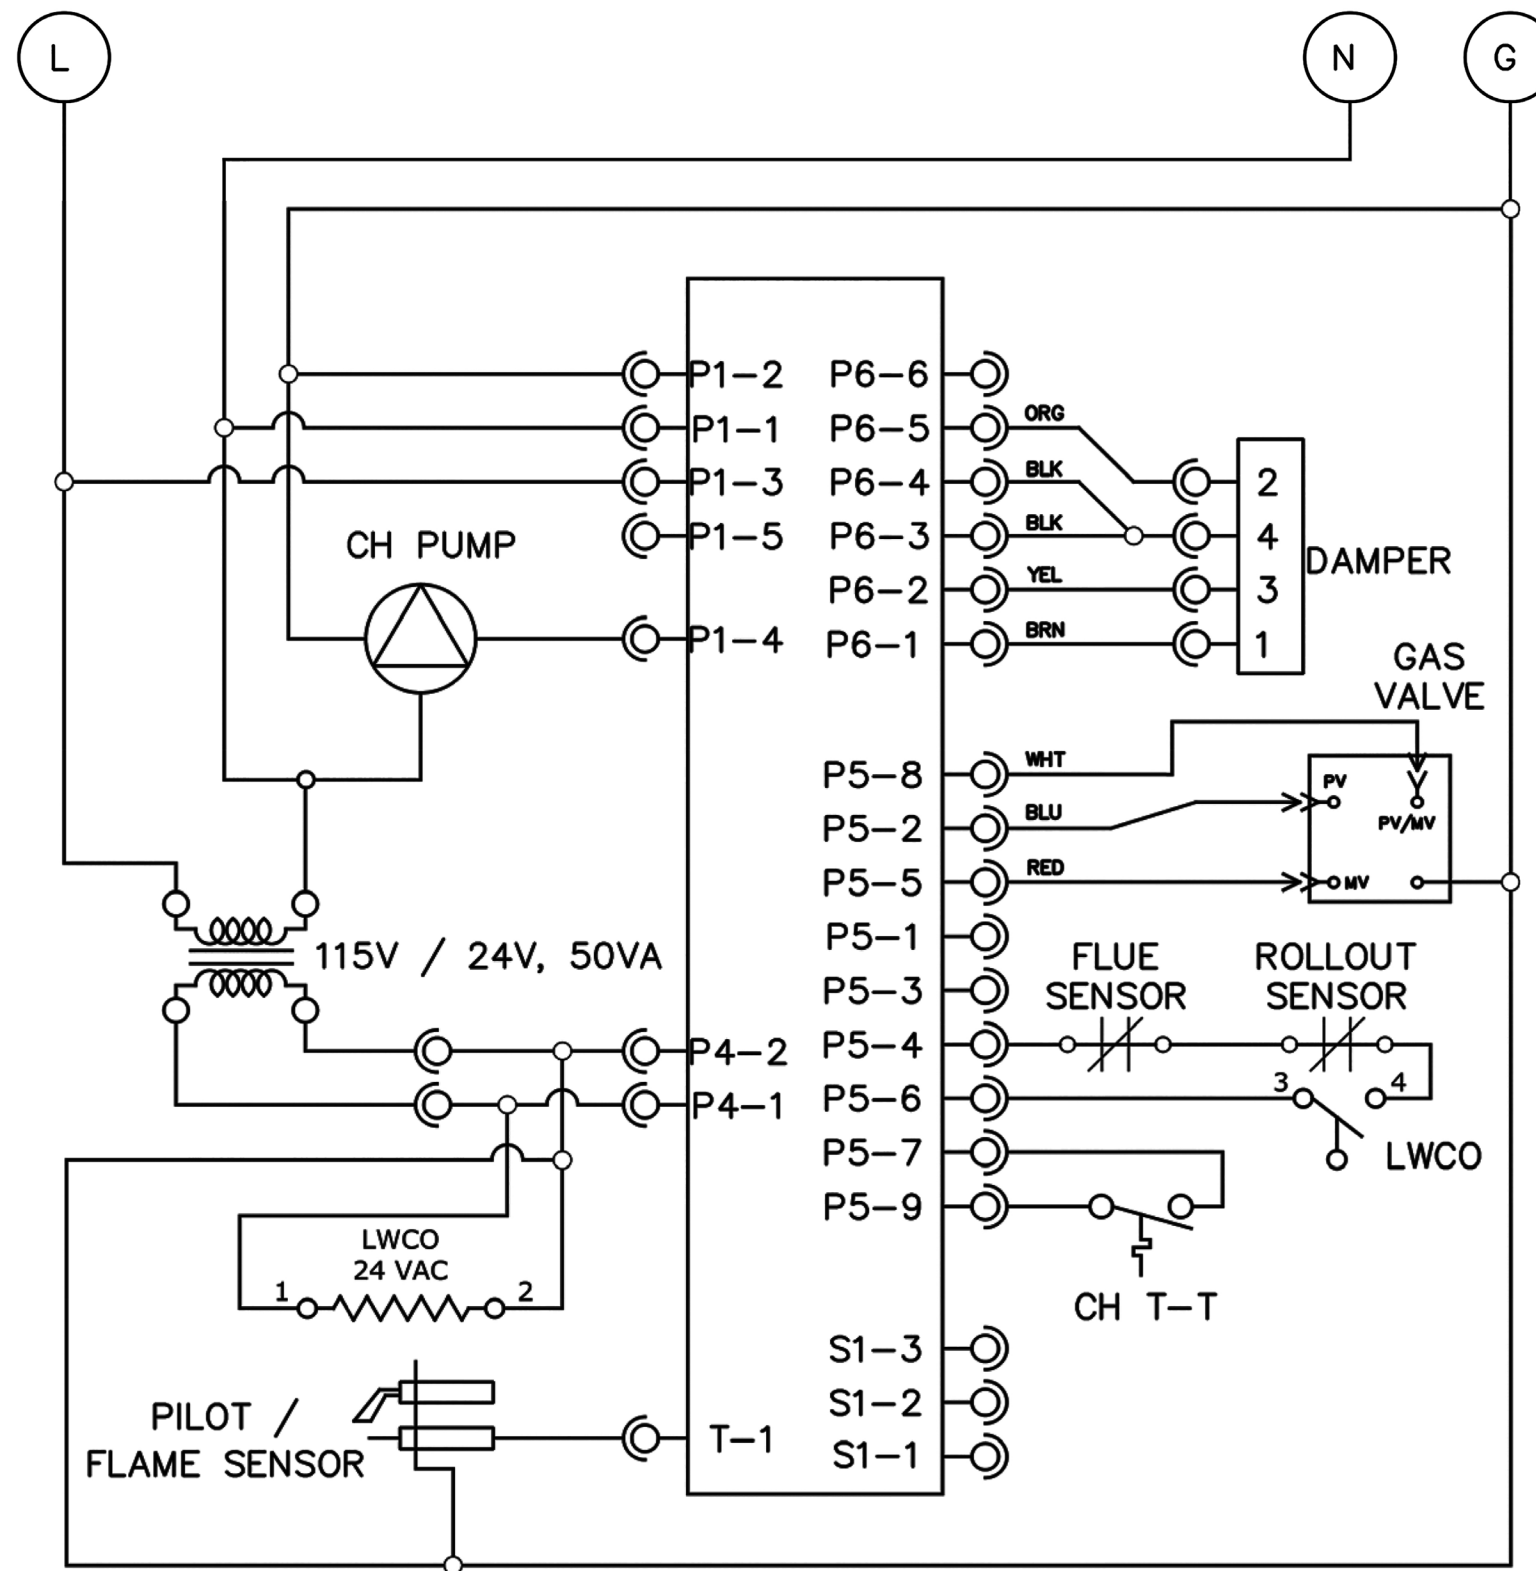 L
N
G
P1-2
P6-6
P1-1
P6-5
ORG
P1-3
P6-4
BLK
2
P1-5
P6-3
BLK
4
CH PUMP
DAMPER
P6-2
YEL
3
P1-4
P6-1
BRN
1
GAS
VALVE
P5-8
WHT
PV
PV/MV
P5-2
BLU
P5-5
RED
MV
P5-1
115V / 24V, 50VA
FLUE
SENSOR
ROLLOUT
SENSOR
P5-3
P4-2
P5-4
P4-1
P5-6
3
4
LWCO
P5-7
P5-9
LWCO
24 VAC
1
2
CH T-T
S1-3
S1-2
PILOT /
FLAME SENSOR
T-1
S1-1